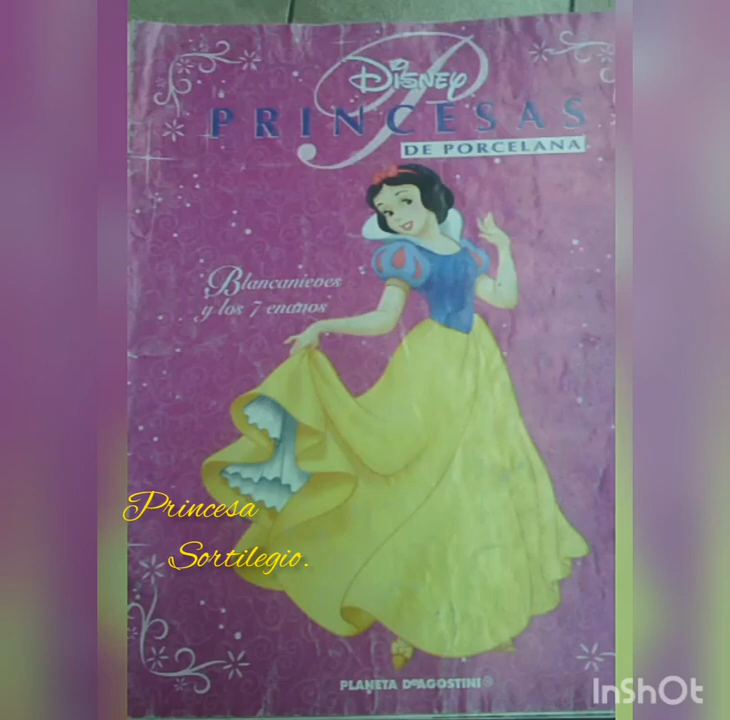 Disney
PRINCESAS
DE PORCELANA
Blancanieves
y los 7 enanos
Princesa
Sortilegio.
PLANETA DEAGOSTINI®
InShOt